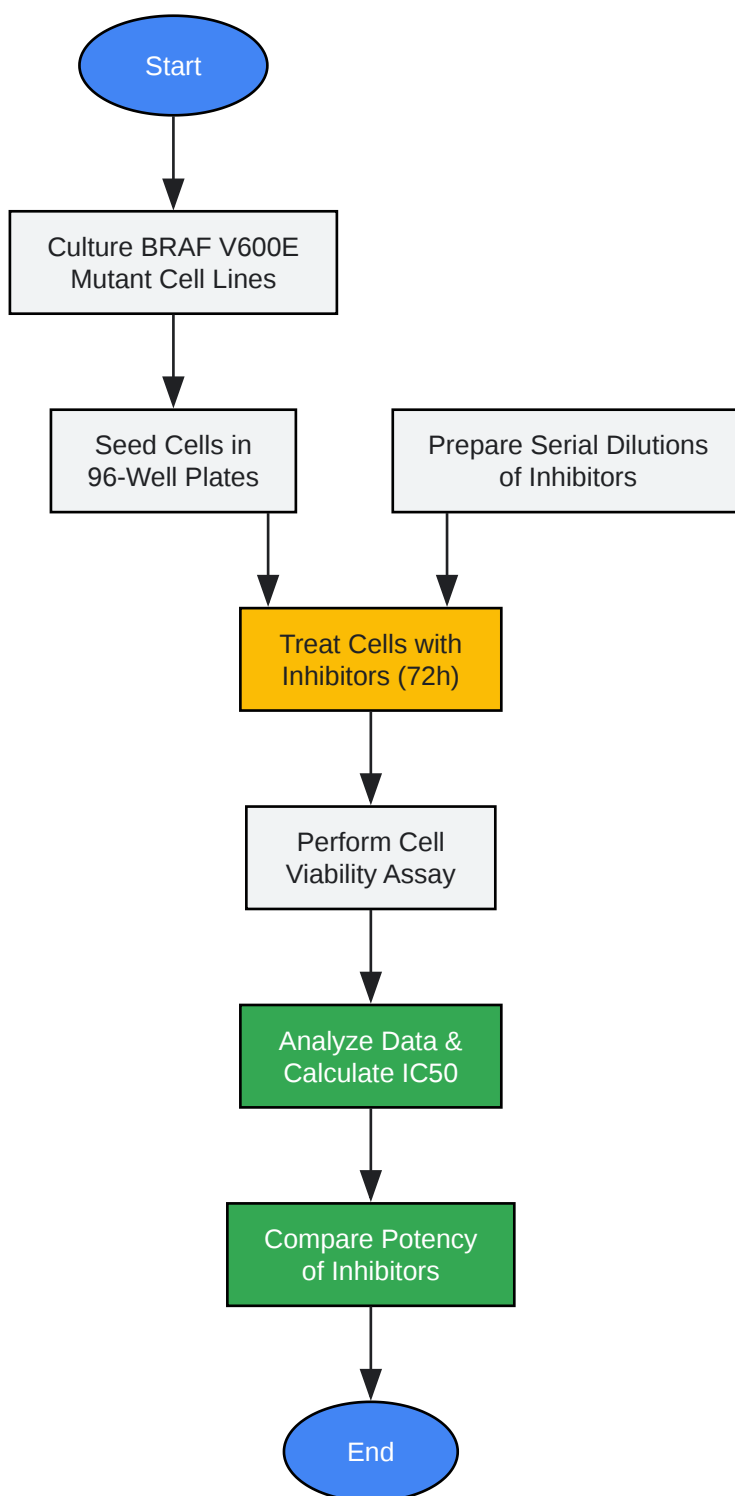 Start
Culture BRAF V600E
Mutant Cell Lines
Seed Cells in
96-Well Plates
Prepare Serial Dilutions
of Inhibitors
Treat Cells with
Inhibitors (72h)
Perform Cell
Viability Assay
Analyze Data &
Calculate IC50
Compare Potency
of Inhibitors
End